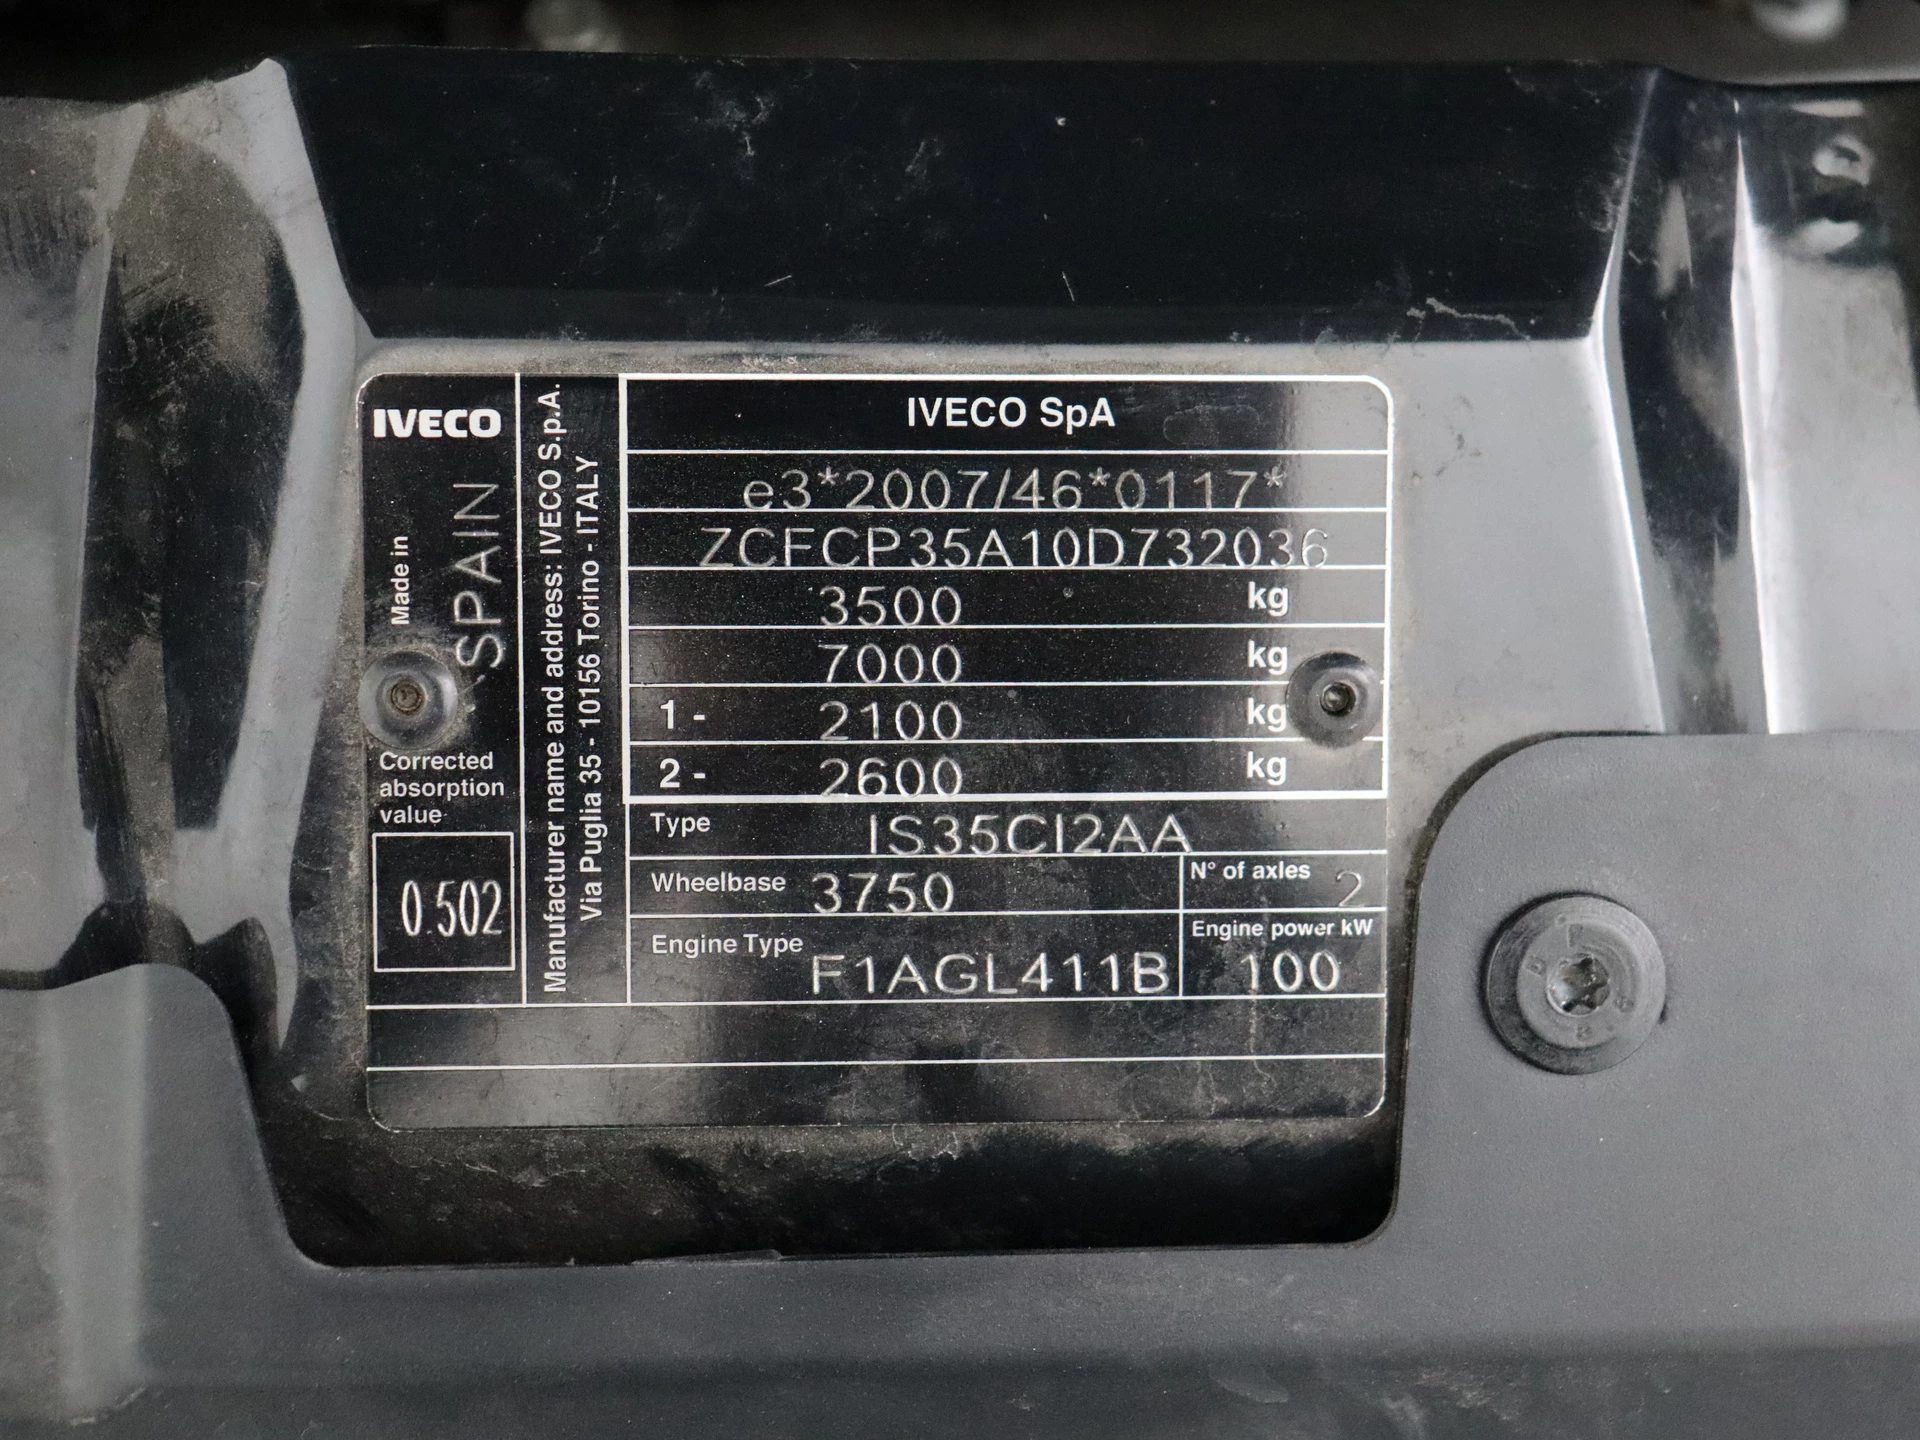 IVECO
Made in
SPAIN
Corrected
absorption
value
0.502
Manufacturer name and address: IVECO S.p.A.
Via Puglia 35 - 10156 Torino - ITALY
IVECO SpA
e3*2007/46*0117*
ZCFCP35A10D732036
3500 kg
7000 kg
1 - 2100 kg
2 - 2600 kg
Type IS35CI2AA
Wheelbase 3750 N° of axles 2
Engine Type F1AGL411B Engine power kW 100